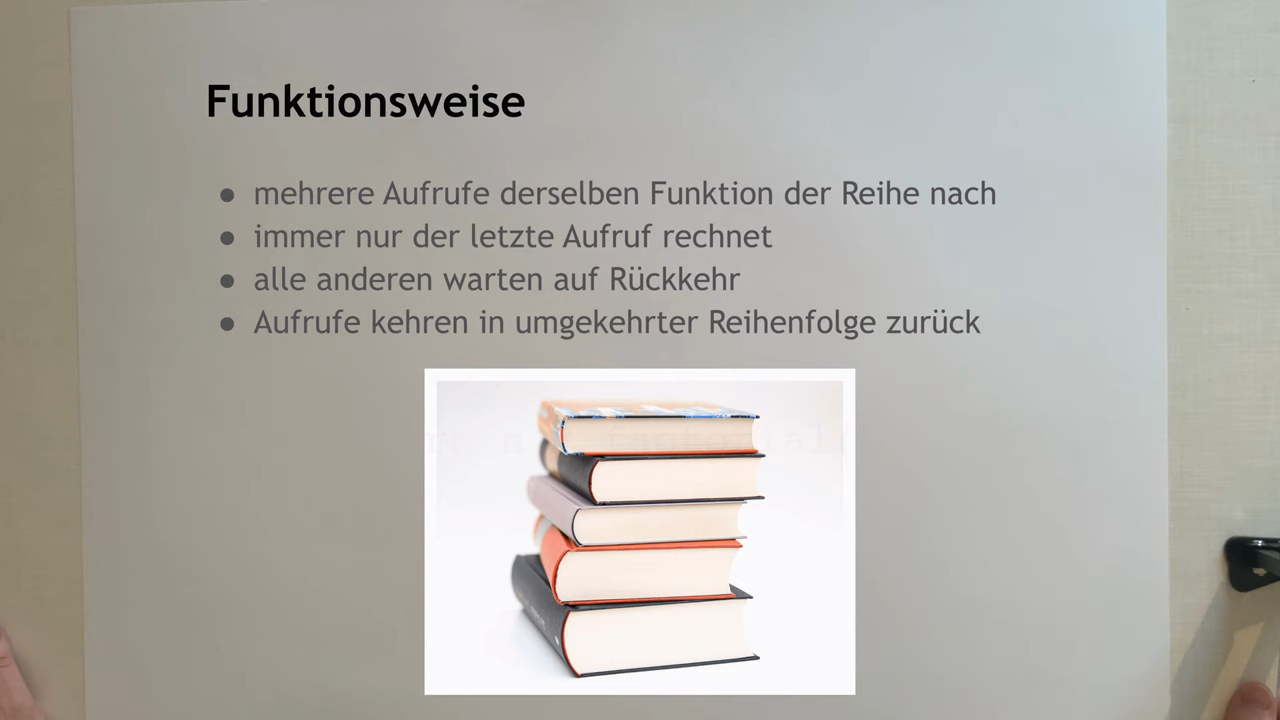 Funktionsweise
● mehrere Aufrufe derselben Funktion der Reihe nach
● immer nur der letzte Aufruf rechnet
● alle anderen warten auf Rückkehr
● Aufrufe kehren in umgekehrter Reihenfolge zurück